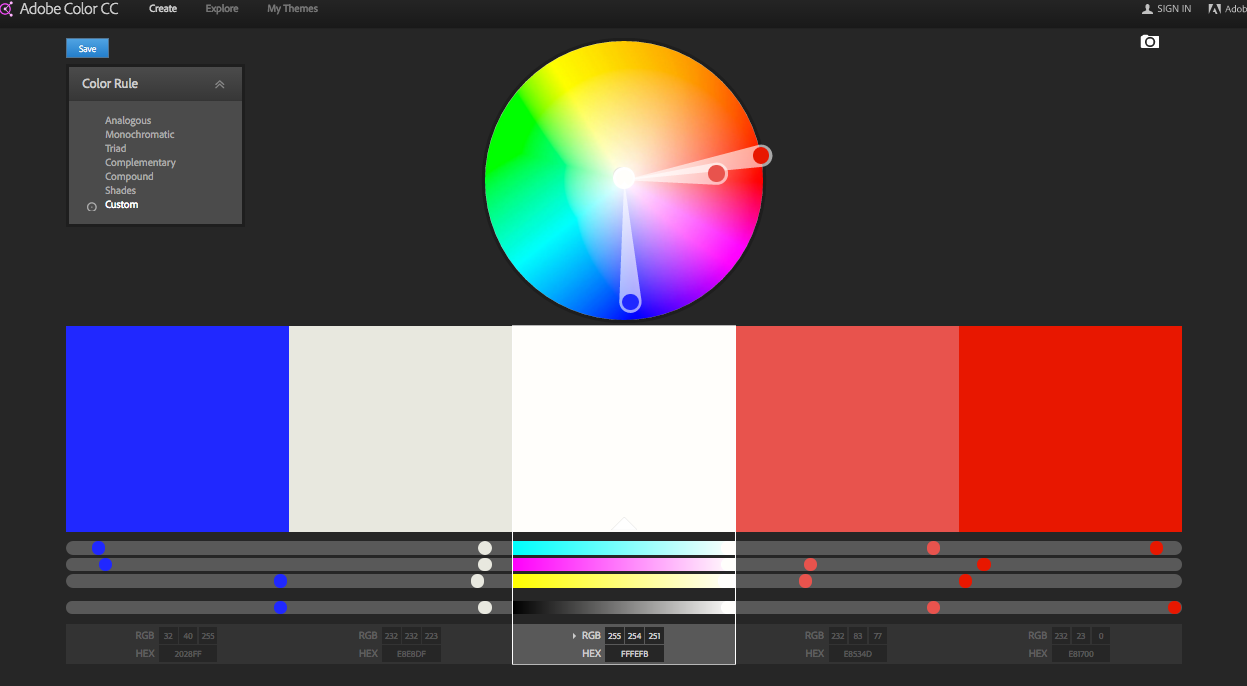 Adobe Color CC Create Explore My Themes SIGN IN Adob
Save
Color Rule
Analogous
Monochromatic
Triad
Complementary
Compound
Shades
Custom
RGB 32 40 255 RGB 232 232 223 RGB 255 254 251 RGB 232 83 77 RGB 232 23 0
HEX 2028FF HEX E8E8DF HEX FFFEFB HEX E8534D HEX E81700